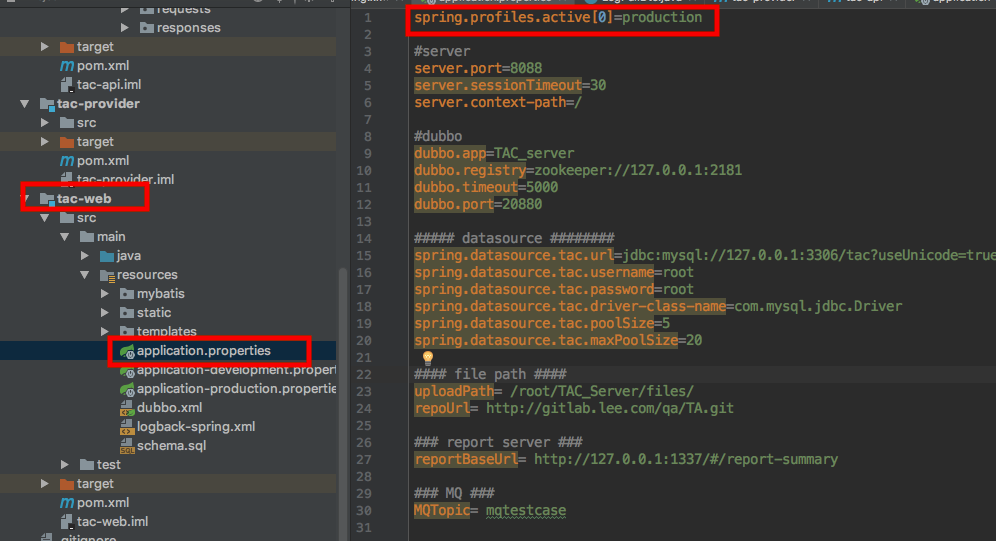 requests
responses
target
pom.xml
tac-api.iml
tac-provider
src
target
pom.xml
tac-provider.iml
tac-web
src
main
java
resources
mybatis
static
templates
application.properties
application-development.proper
application-production.propertie
dubbo.xml
logback-spring.xml
schema.sql
test
target
pom.xml
tac-web.iml
.gitignore
1 spring.profiles.active[0]=production
2
3 #server
4 server.port=8088
5 server.sessionTimeout=30
6 server.context-path=/
7
8 #dubbo
9 dubbo.app=TAC_server
10 dubbo.registry=zookeeper://127.0.0.1:2181
11 dubbo.timeout=5000
12 dubbo.port=20880
13
14 ##### datasource ########
15 spring.datasource.tac.url=jdbc:mysql://127.0.0.1:3306/tac?useUnicode=true
16 spring.datasource.tac.username=root
17 spring.datasource.tac.password=root
18 spring.datasource.tac.driver-class-name=com.mysql.jdbc.Driver
19 spring.datasource.tac.poolSize=5
20 spring.datasource.tac.maxPoolSize=20
21
22 #### file path ####
23 uploadPath= /root/TAC_Server/files/
24 repoUrl= http://gitlab.lee.com/qa/TA.git
25
26 ### report server ###
27 reportBaseUrl= http://127.0.0.1:1337/#/report-summary
28
29 ### MQ ###
30 MQTopic= mqtestcase
31